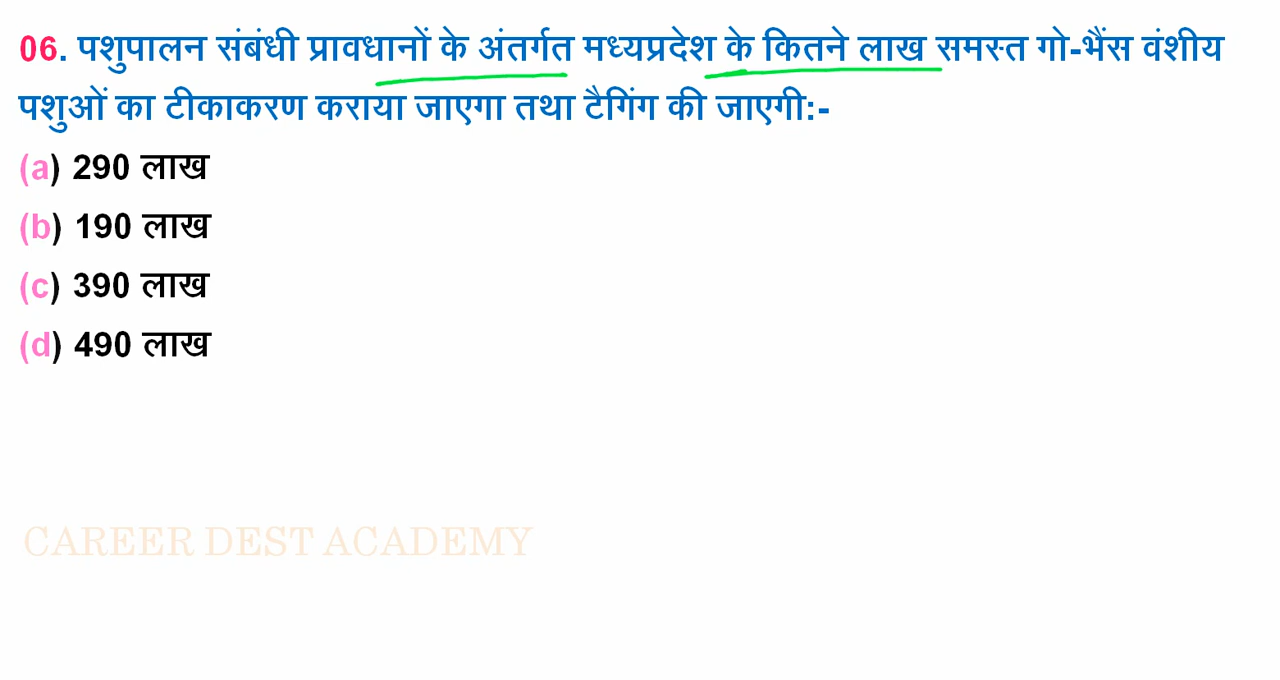 06. पशुपालन संबंधी प्रावधानों के अंतर्गत मध्यप्रदेश के कितने लाख समस्त गो-भैंस वंशीय
पशुओं का टीकाकरण कराया जाएगा तथा टैगिंग की जाएगी:-
(a) 290 लाख
(b) 190 लाख
(c) 390 लाख
(d) 490 लाख
CAREER DEST ACADEMY